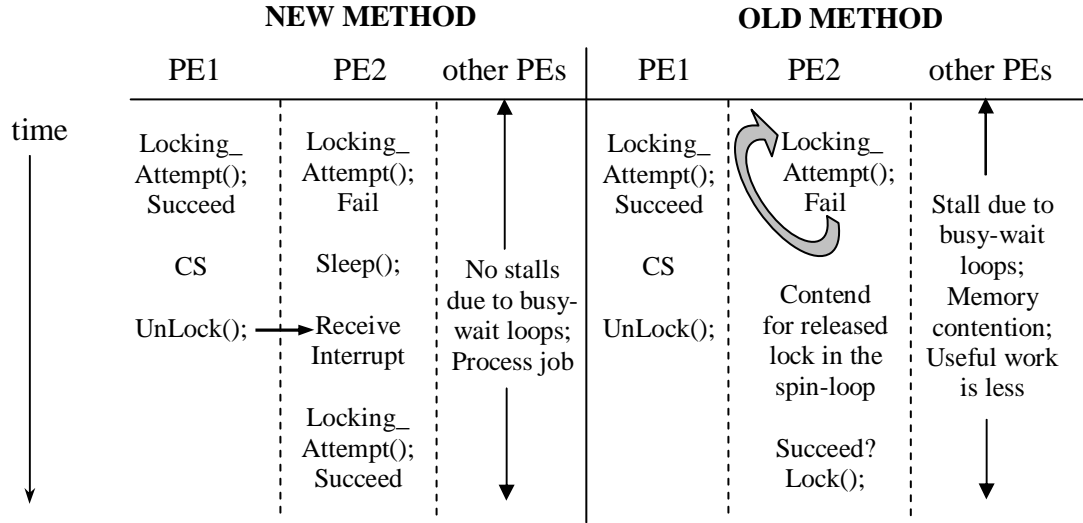 NEW METHOD
OLD METHOD
PE1
PE2
other PEs
PE1
PE2
other PEs
time
Locking_
Attempt();
Succeed
CS
UnLock();
Locking_
Attempt();
Fail
Sleep();
Receive
Interrupt
Locking_
Attempt();
Succeed
No stalls
due to busy-
wait loops;
Process job
Locking_
Attempt();
Succeed
CS
UnLock();
Locking_
Attempt();
Fail
Contend
for released
lock in the
spin-loop
Succeed?
Lock();
Stall due to
busy-wait
loops;
Memory
contention;
Useful work
is less